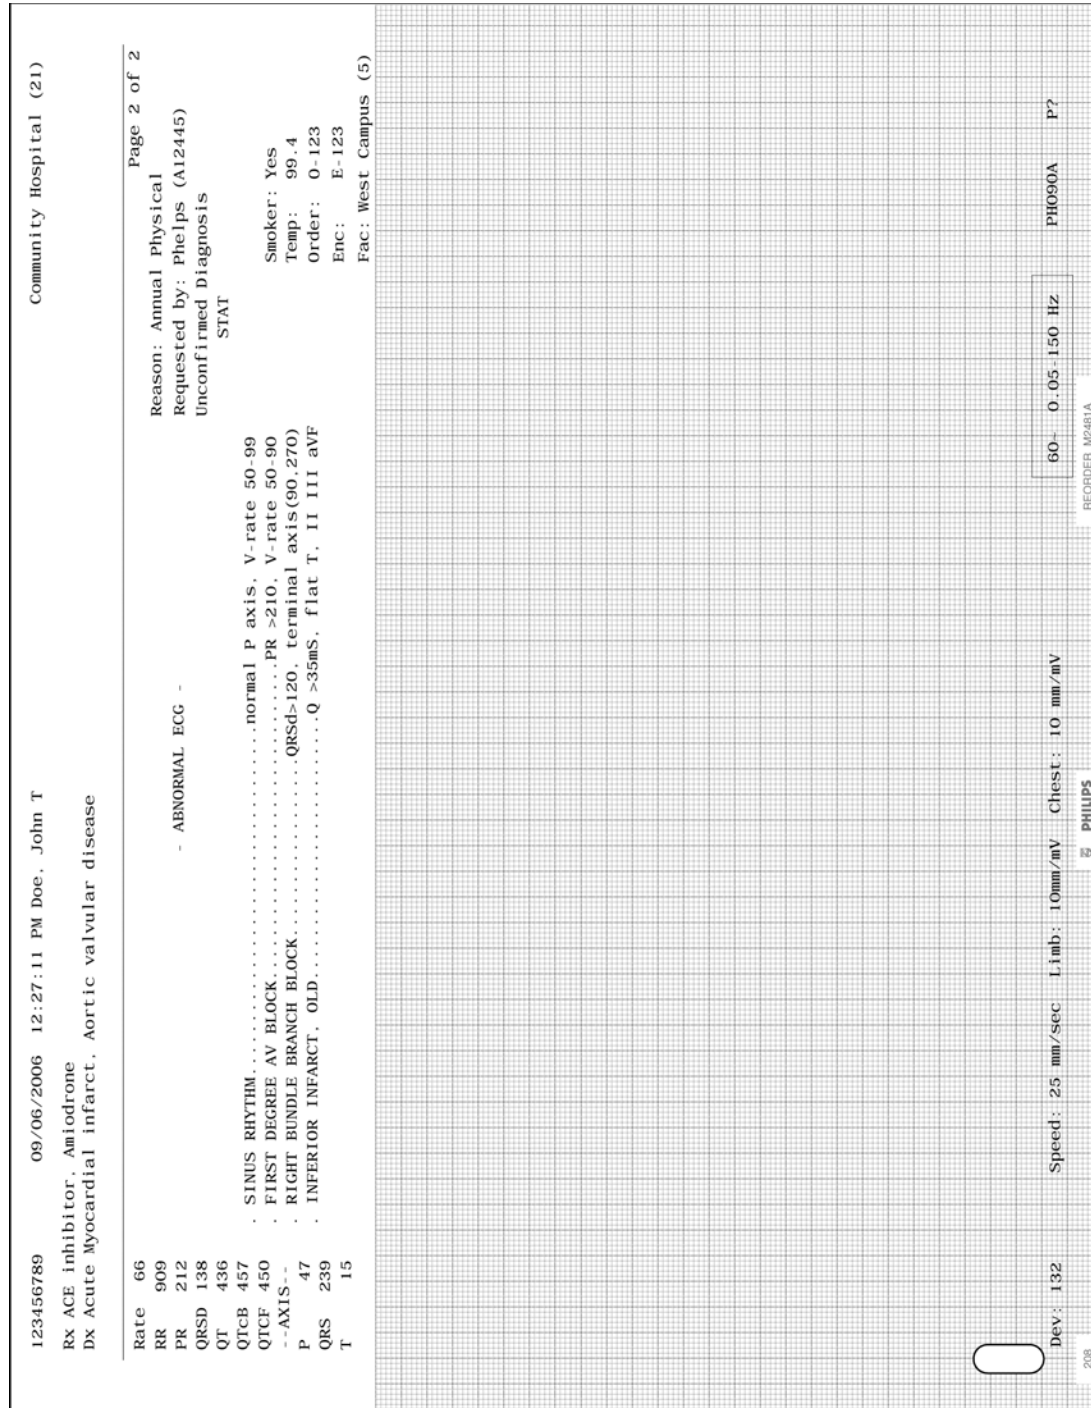 123456789 09/06/2006 12:27:11 PM Doe, John T Community Hospital (21)
Rx ACE inhibitor, Amiodrone
Dx Acute Myocardial infarct, Aortic valvular disease
Page 2 of 2
Rate 66
RR 909
PR 212
QRSD 138
QT 436
QTcB 457
QTCF 450
--AXIS--
P 47
QRS 239
T 15
- ABNORMAL ECG -
. SINUS RHYTHM........................................normal P axis, V-rate 50-99
. FIRST DEGREE AV BLOCK...................................PR >210, V-rate 50-90
. RIGHT BUNDLE BRANCH BLOCK....................QRSd>120, terminal axis(90,270)
. INFERIOR INFARCT, OLD............................Q >35mS, flat T, II III aVF
Reason: Annual Physical
Requested by: Phelps (A12445)
Unconfirmed Diagnosis
STAT
Smoker: Yes
Temp: 99.4
Order: O-123
Enc: E-123
Fac: West Campus (5)
Dev: 132 Speed: 25 mm/sec Limb: 10mm/mV Chest: 10 mm/mV 60~ 0.05-150 Hz PH090A P?
208 PHILIPS REORDER M2481A